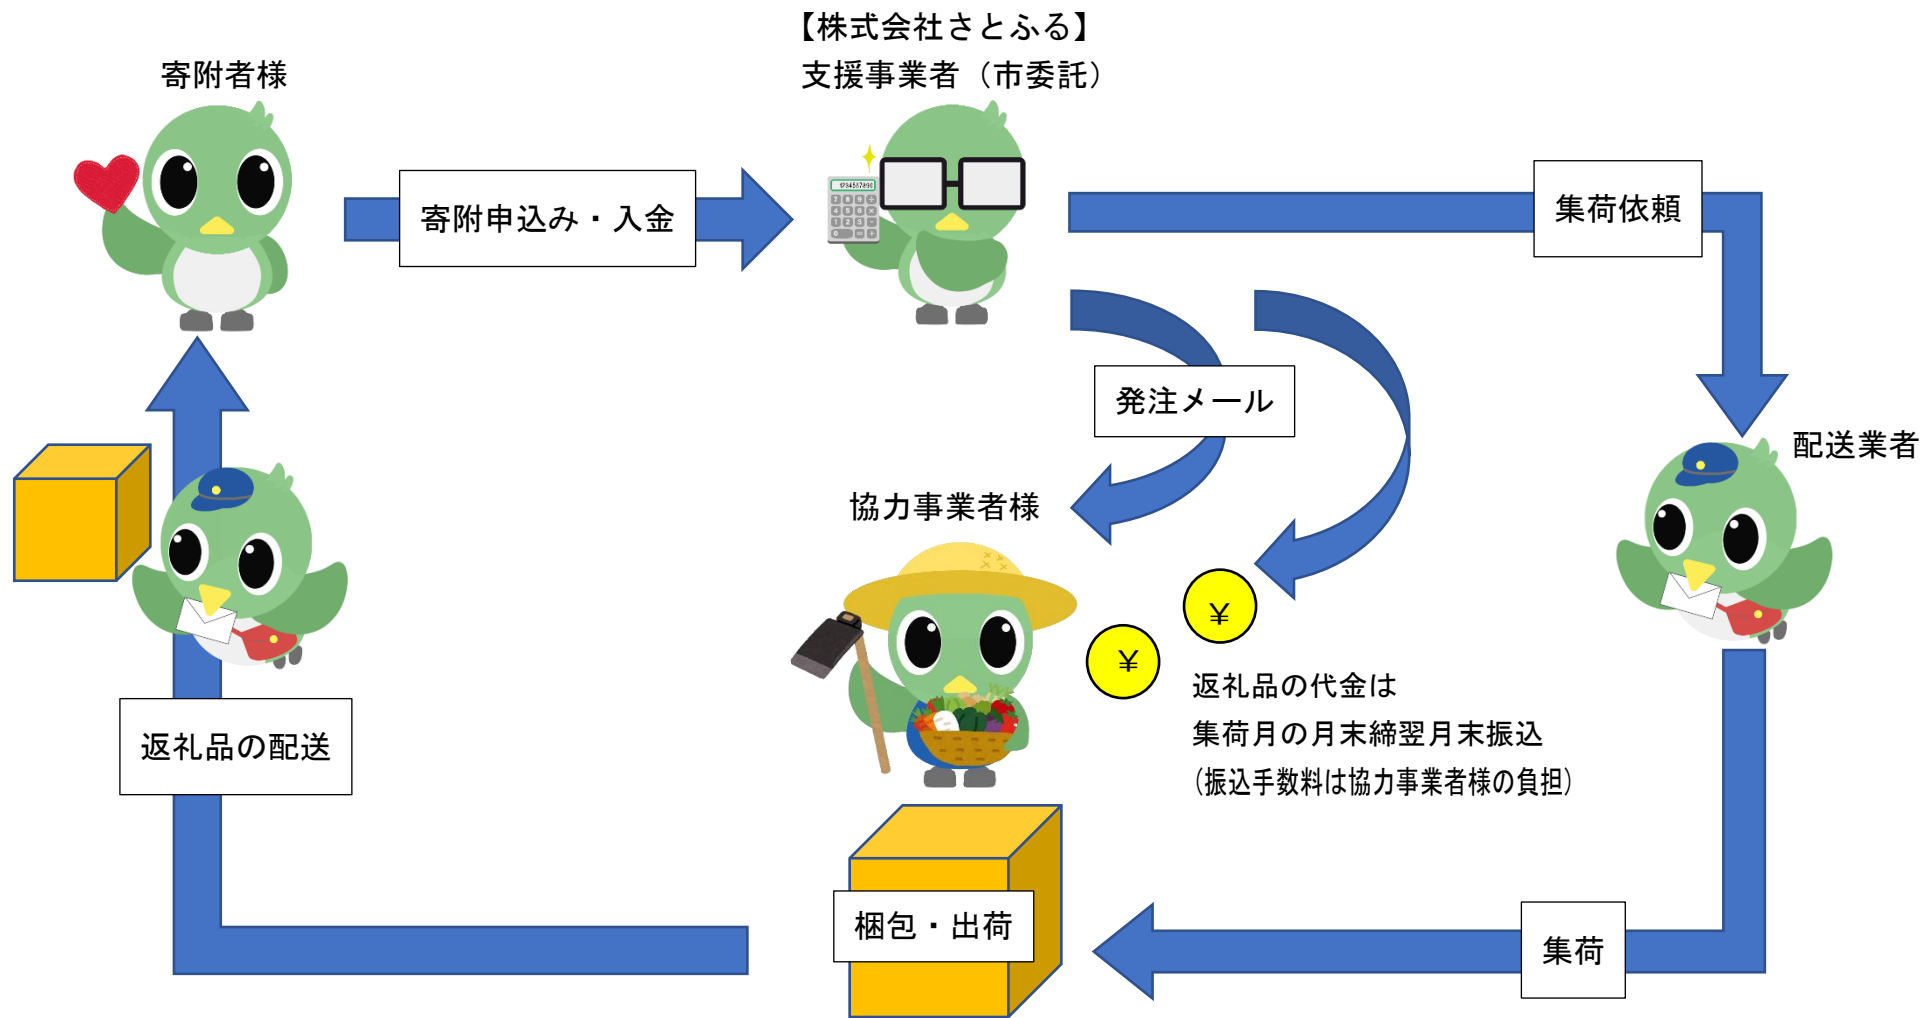 【株式会社さとふる】
支援事業者（市委託）
寄附者様
寄附申込み・入金
1234567890
集荷依頼
発注メール
配送業者
協力事業者様
¥
¥
返礼品の代金は
集荷月の月末締翌月末振込
（振込手数料は協力事業者様の負担）
返礼品の配送
梱包・出荷
集荷